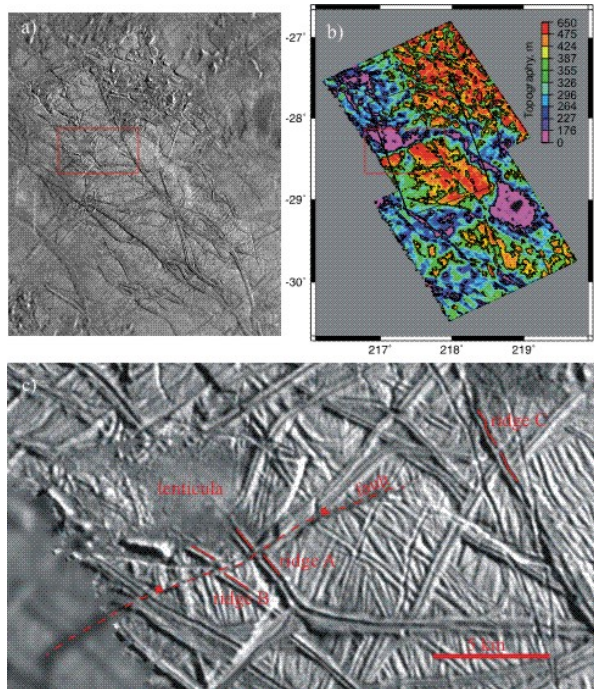 a)
b)
-27°
-28°
-29°
-30°
217°
218°
219°
Topography, m
650
475
424
387
355
326
296
264
227
176
0
c)
ridge C
lenticula
ridge A
ridge B
5 km